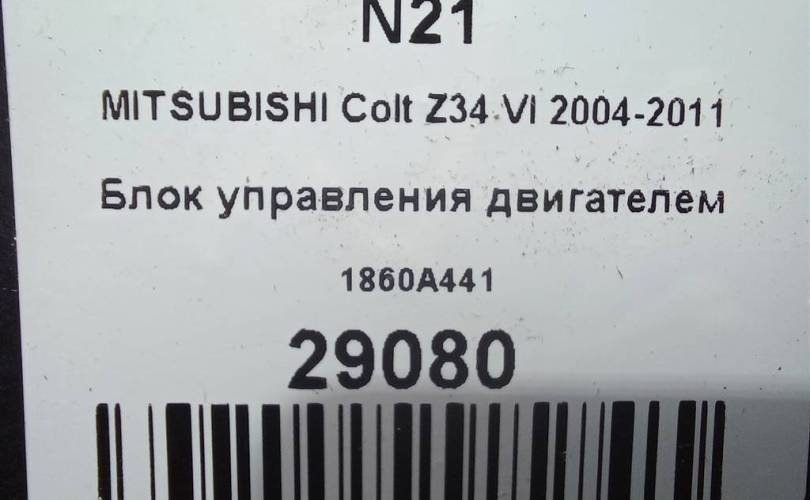 N21
MITSUBISHI Colt Z34 VI 2004-2011
Блок управления двигателем
1860A441
29080